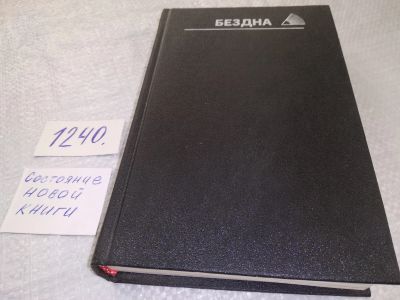 БЕЗДНА
1240.
Состояние
новой
книги